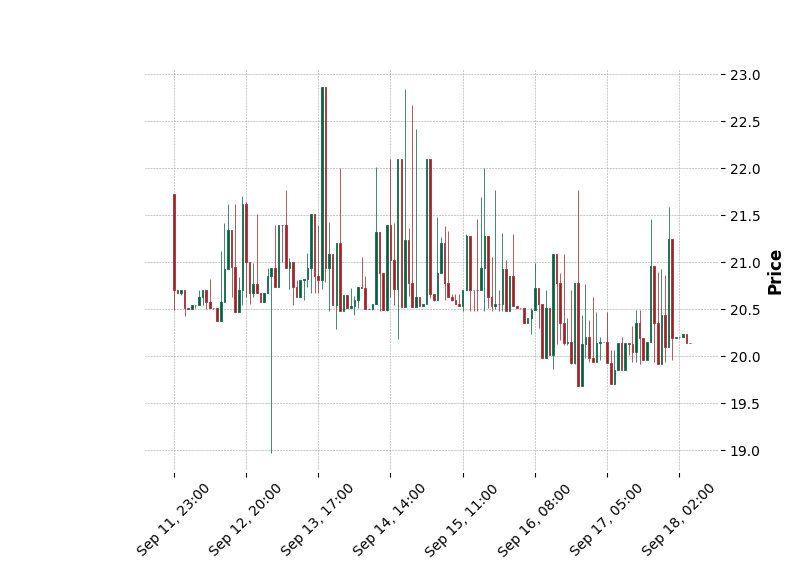 23.0
22.5
22.0
21.5
21.0
20.5
20.0
19.5
19.0
Price
Sep 11, 23:00
Sep 12, 20:00
Sep 13, 17:00
Sep 14, 14:00
Sep 15, 11:00
Sep 16, 08:00
Sep 17, 05:00
Sep 18, 02:00